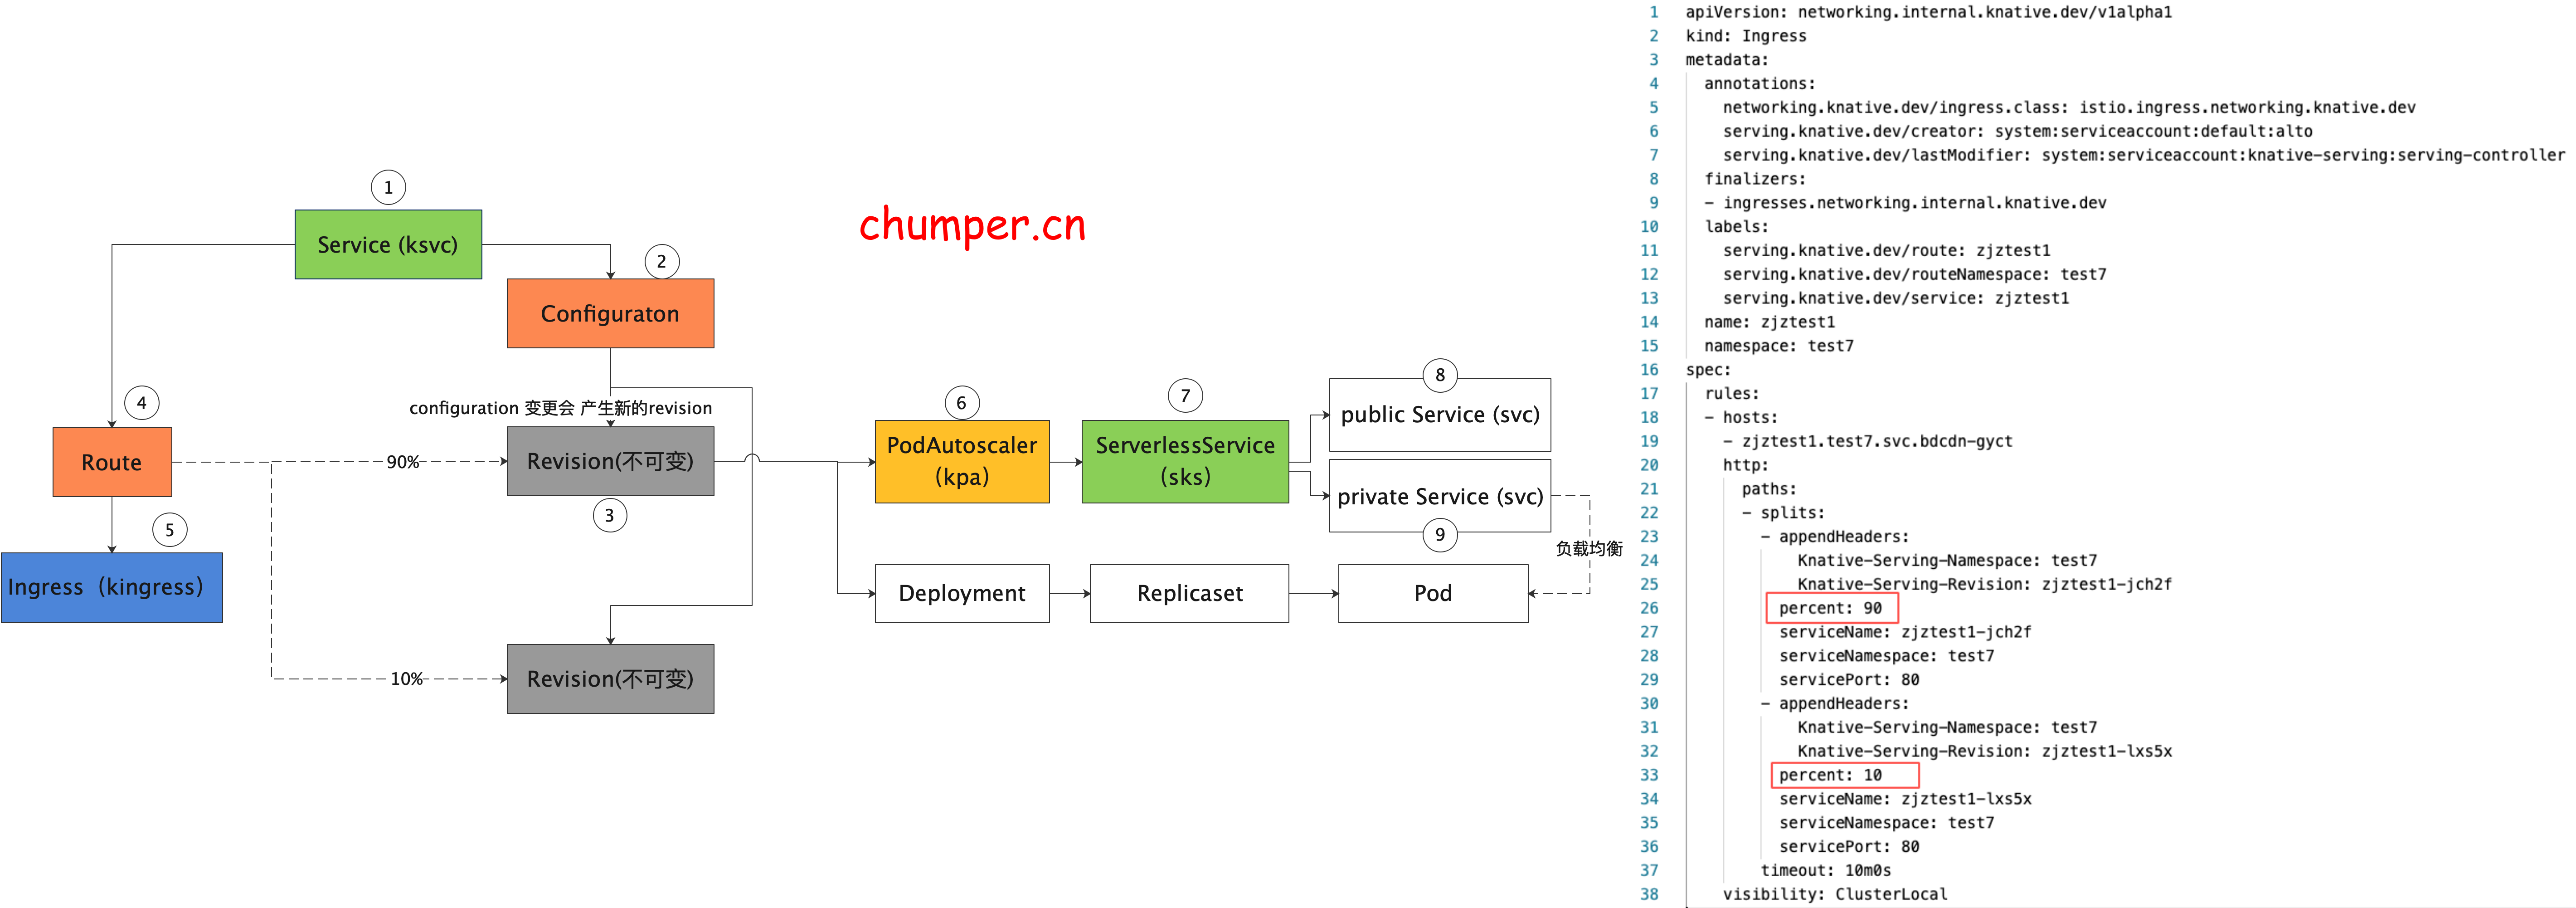 ①
Service (ksvc)
chumper.cn
②
Configuraton
configuration 变更会 产生新的revision
④
Route
90%
Revision(不可变)
③
⑤
Ingress（kingress）
10%
Revision(不可变)
⑥
PodAutoscaler
（kpa）
⑦
ServerlessService
（sks）
⑧
public Service (svc)
private Service (svc)
⑨
负载均衡
Deployment
Replicaset
Pod
1 apiVersion: networking.internal.knative.dev/v1alpha1
2 kind: Ingress
3 metadata:
4 annotations:
5 networking.knative.dev/ingress.class: istio.ingress.networking.knative.dev
6 serving.knative.dev/creator: system:serviceaccount:default:alto
7 serving.knative.dev/lastModifier: system:serviceaccount:knative-serving:serving-controller
8 finalizers:
9 - ingresses.networking.internal.knative.dev
10 labels:
11 serving.knative.dev/route: zjztest1
12 serving.knative.dev/routeNamespace: test7
13 serving.knative.dev/service: zjztest1
14 name: zjztest1
15 namespace: test7
16 spec:
17 rules:
18 - hosts:
19 - zjztest1.test7.svc.bdcdn-gyct
20 http:
21 paths:
22 - splits:
23 - appendHeaders:
24 Knative-Serving-Namespace: test7
25 Knative-Serving-Revision: zjztest1-jch2f
26 percent: 90
27 serviceName: zjztest1-jch2f
28 serviceNamespace: test7
29 servicePort: 80
30 - appendHeaders:
31 Knative-Serving-Namespace: test7
32 Knative-Serving-Revision: zjztest1-lxs5x
33 percent: 10
34 serviceName: zjztest1-lxs5x
35 serviceNamespace: test7
36 servicePort: 80
37 timeout: 10m0s
38 visibility: ClusterLocal